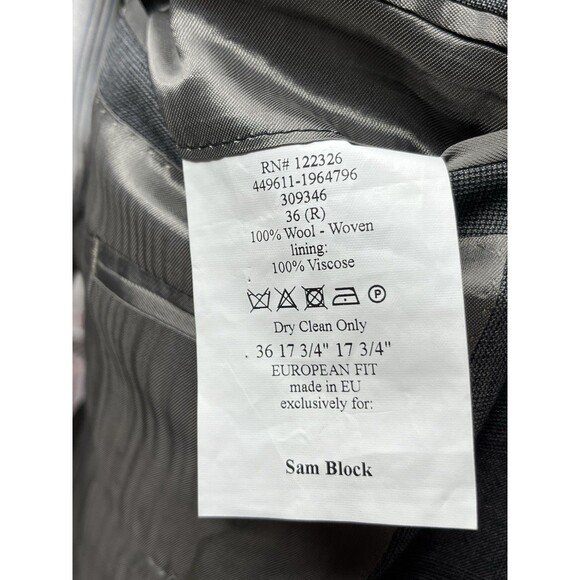 RN# 122326
449611-1964796
309346
36 (R)
100% Wool - Woven
lining:
100% Viscose
P
Dry Clean Only
. 36 17 3/4" 17 3/4"
EUROPEAN FIT
made in EU
exclusively for:
Sam Block